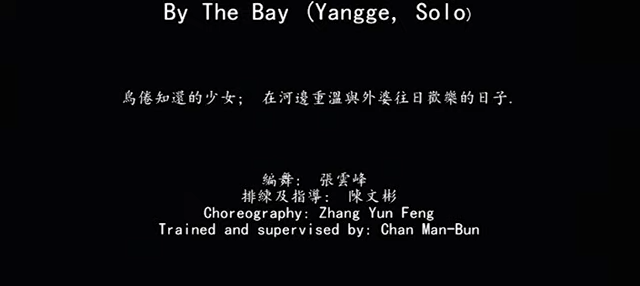 By The Bay (Yangge, Solo)
鳥倦知還的少女; 在河邊重溫與外婆往日歡樂的日子.
編舞: 張雲峰
排練及指導: 陳文彬
Choreography: Zhang Yun Feng
Trained and supervised by: Chan Man-Bun